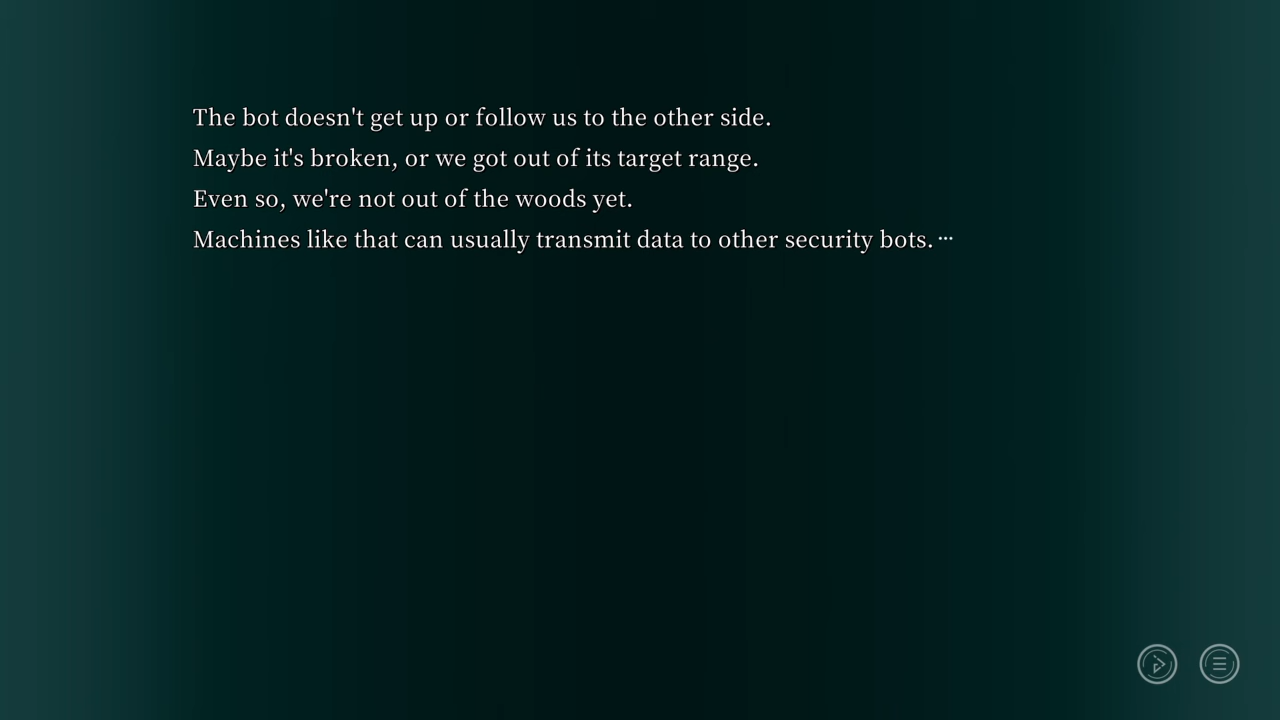 The bot doesn't get up or follow us to the other side.
Maybe it's broken, or we got out of its target range.
Even so, we're not out of the woods yet.
Machines like that can usually transmit data to other security bots.